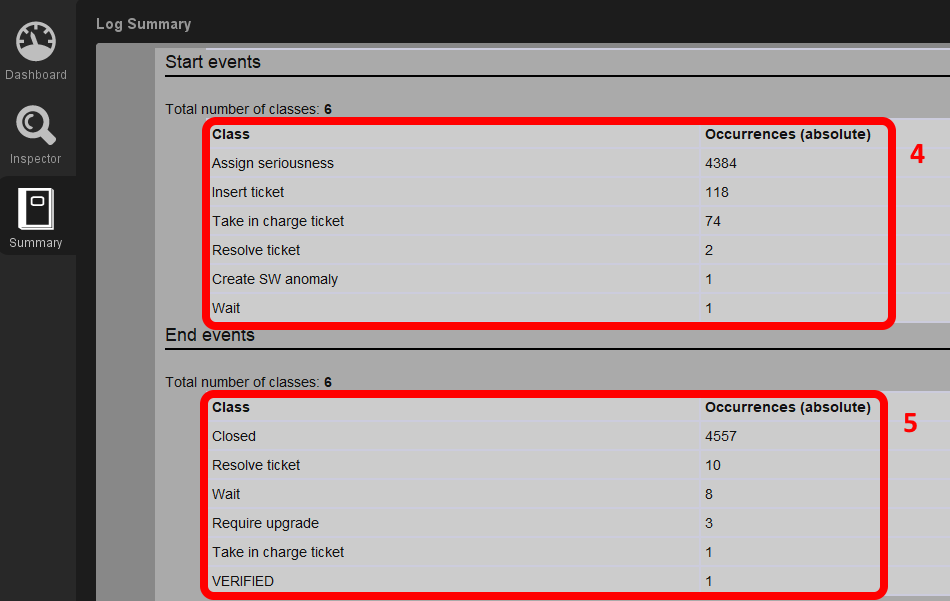 Log Summary
Dashboard
Inspector
Summary
Start events
Total number of classes: 6
Class Occurrences (absolute)
Assign seriousness 4384
Insert ticket 118
Take in charge ticket 74
Resolve ticket 2
Create SW anomaly 1
Wait 1
4
End events
Total number of classes: 6
Class Occurrences (absolute)
Closed 4557
Resolve ticket 10
Wait 8
Require upgrade 3
Take in charge ticket 1
VERIFIED 1
5